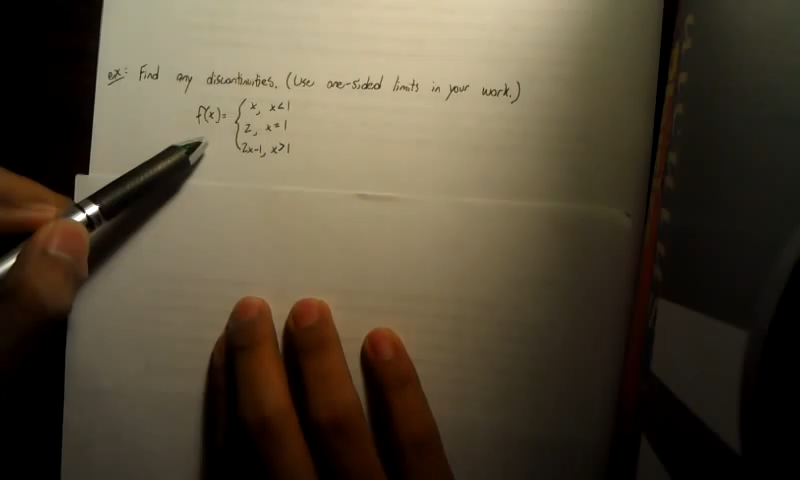 ex: Find any discontinuities. (Use one-sided limits in your work.)
f(x)= { x, x<1
2, x=1
2x-1, x>1